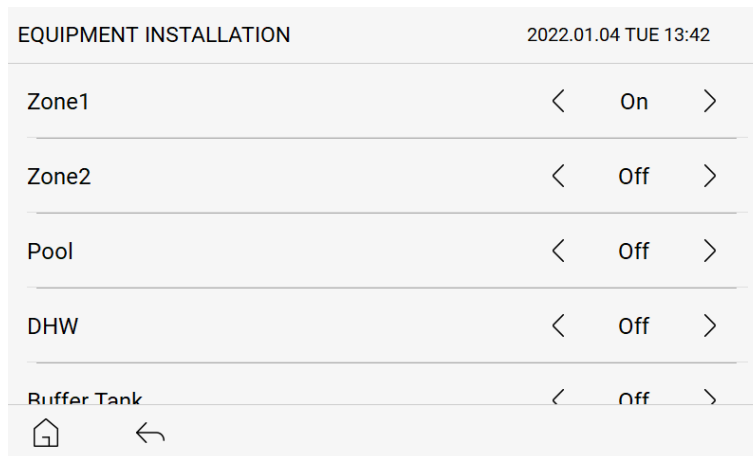 EQUIPMENT INSTALLATION 2022.01.04 TUE 13:42
Zone1 On
Zone2 Off
Pool Off
DHW Off
Buffer Tank Off